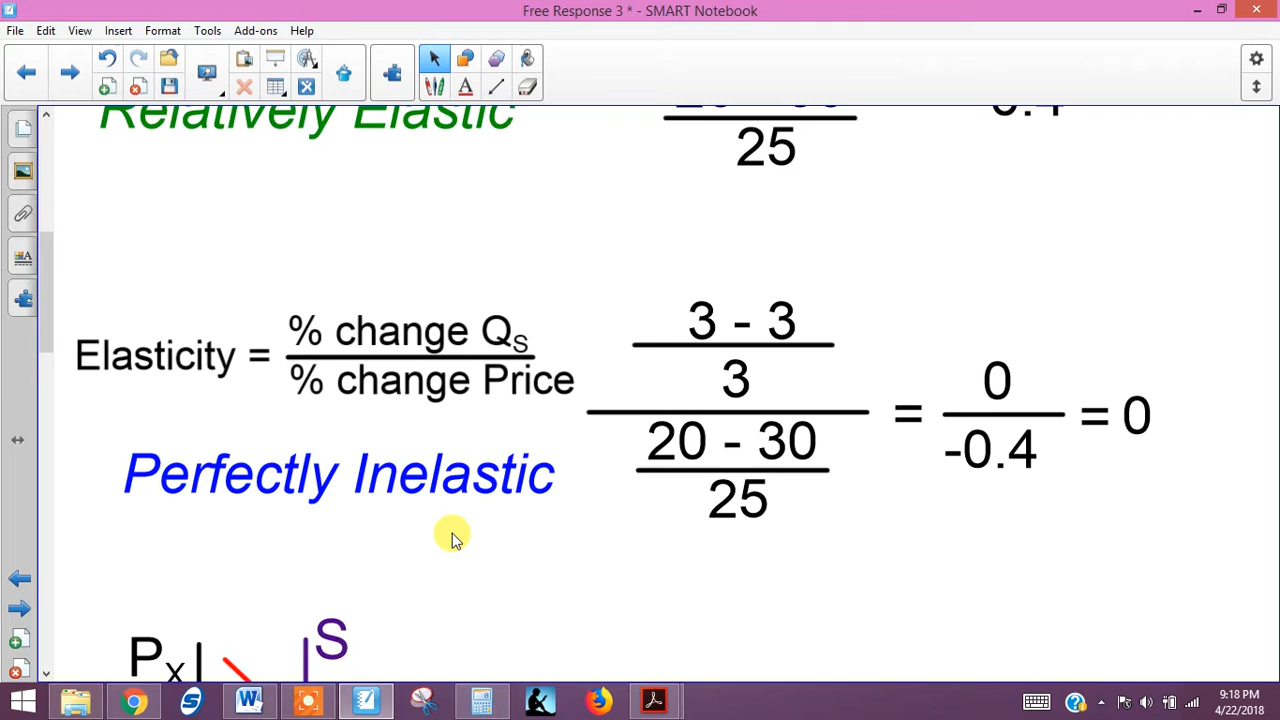 Free Response 3 * - SMART Notebook
File Edit View Insert Format Tools Add-ons Help
Relatively Elastic
25
Elasticity = % change QS
% change Price
3 - 3
3
20 - 30
25
= 0
-0.4
= 0
Perfectly Inelastic
PX
S
9:18 PM
4/22/2018